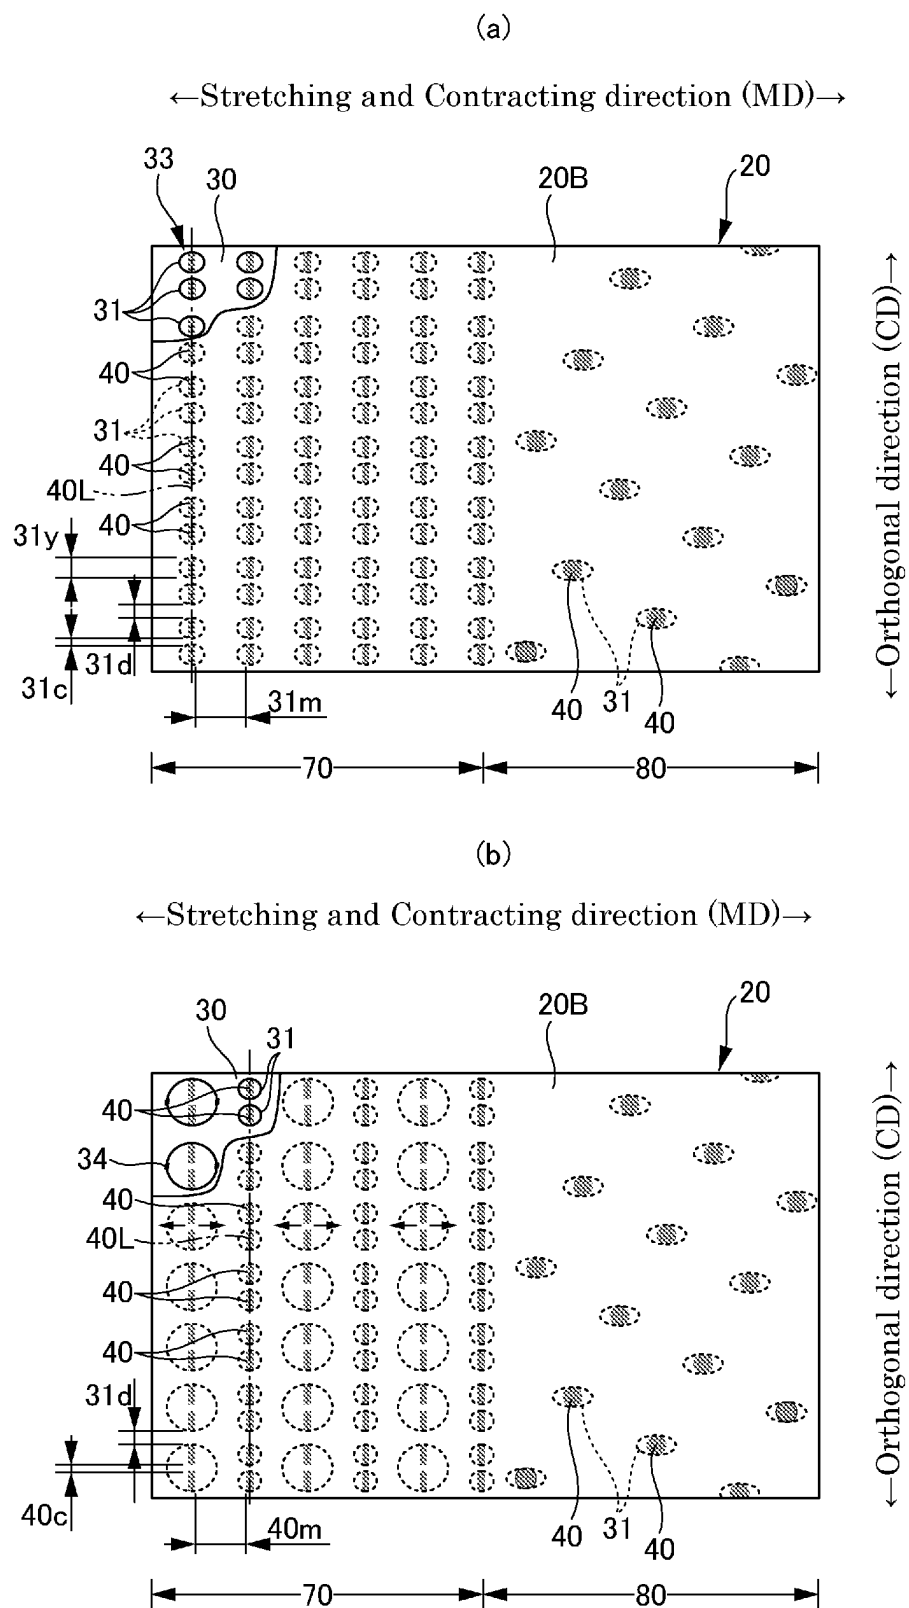 (a)
←Stretching and Contracting direction (MD)→
33
30
20B
20
31
40
31
40
40L
40
31y
31d
31c
31m
40
31
40
70
80
←Orthogonal direction (CD)→
(b)
←Stretching and Contracting direction (MD)→
30
31
20B
20
40
34
40
40L
40
40
31d
40c
40m
40
31
40
70
80
←Orthogonal direction (CD)→